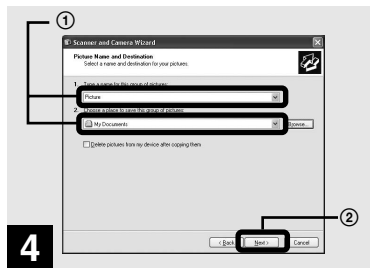 ①
Scanner and Camera Wizard
Picture Name and Destination
Select a name and destination for your pictures.
1. Type a name for this group of pictures:
Picture
2. Choose a place to save this group of pictures:
My Documents
Browse...
Delete pictures from my device after copying them
②
4
< Back
Next >
Cancel